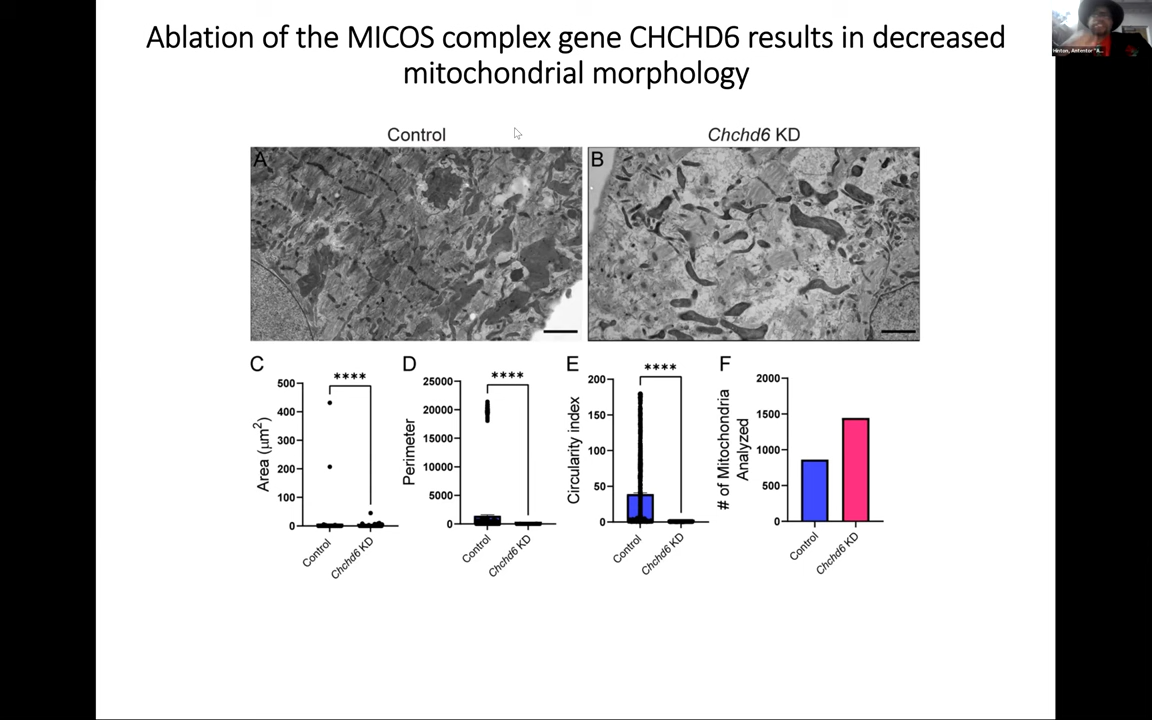 Ablation of the MICOS complex gene CHCHD6 results in decreased
mitochondrial morphology
Hinton, Antentor "A...
Control
Chchd6 KD
A
B
C
****
Area (μm²)
500
400
300
200
100
0
Control
Chchd6 KD
D
****
Perimeter
25000
20000
15000
10000
5000
0
Control
Chchd6 KD
E
****
Circularity index
200
150
100
50
0
Control
Chchd6 KD
F
# of Mitochondria
Analyzed
2000
1500
1000
500
0
Control
Chchd6 KD